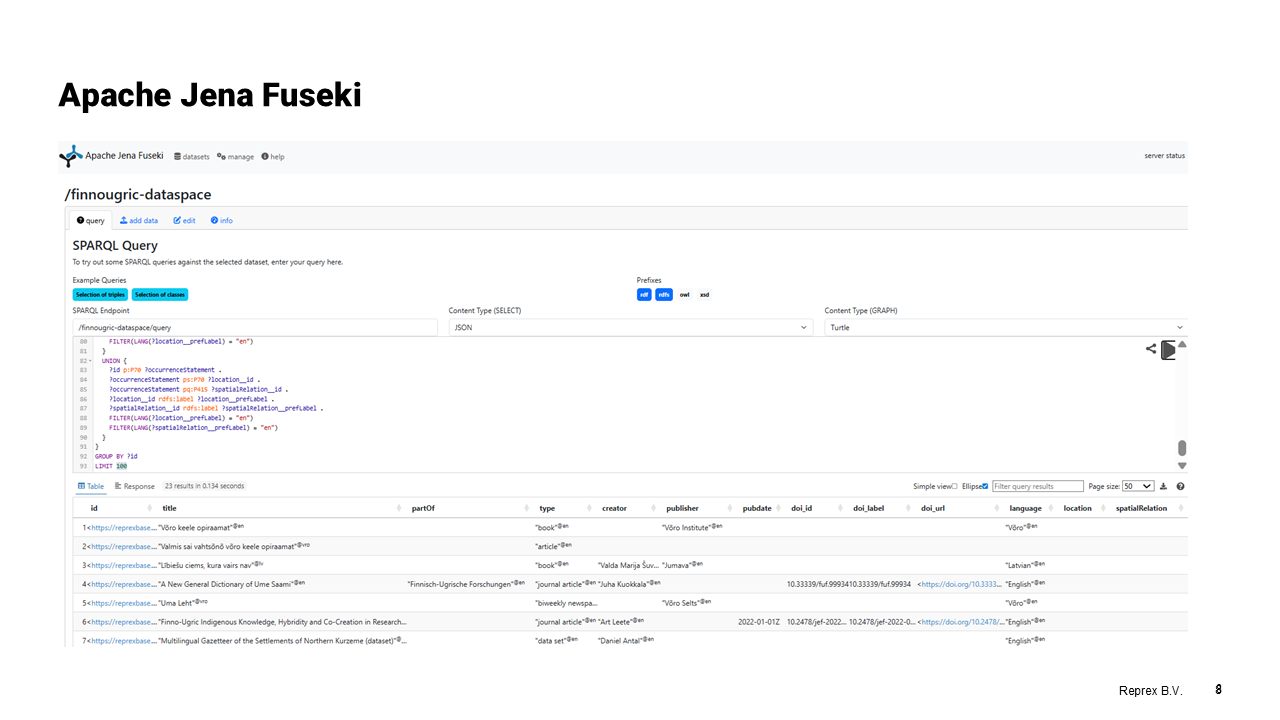 Apache Jena Fuseki
Apache Jena Fuseki datasets manage help server status
/finnougric-dataspace
query add data edit info
SPARQL Query
To try out some SPARQL queries against the selected dataset, enter your query here.
Example Queries Prefixes
Selection of triples Selection of classes rdf rdfs owl xsd
SPARQL Endpoint Content Type (SELECT) Content Type (GRAPH)
/finnougric-dataspace/query JSON Turtle
80 FILTER(LANG(?location__prefLabel) = "en")
81 }
82 UNION {
83 ?id p:P70 ?occurrenceStatement .
84 ?occurrenceStatement ps:P70 ?location__id .
85 ?occurrenceStatement pq:P415 ?spatialRelation__id .
86 ?location__id rdfs:label ?location__prefLabel .
87 ?spatialRelation__id rdfs:label ?spatialRelation__prefLabel .
88 FILTER(LANG(?location__prefLabel) = "en")
89 FILTER(LANG(?spatialRelation__prefLabel) = "en")
90 }
91 }
92 GROUP BY ?id
93 LIMIT 100
Table Response 23 results in 0.134 seconds Simple view Ellipse Filter query results Page size: 50
id title partOf type creator publisher pubdate doi_id doi_label doi_url language location spatialRelation
1 <https://reprexbase.... "Võro keele opiraamat"@en "book"@en "Võro Institute"@en "Võro"@en
2 <https://reprexbase.... "Valmis sai vahtsõnõ võro keele opiraamat"@vro "article"@en
3 <https://reprexbase.... "Lībiešu ciems, kura vairs nav"@lv "book"@en "Valda Marija Šuv... "Jumava"@en "Latvian"@en
4 <https://reprexbase.... "A New General Dictionary of Ume Saami"@en "Finnisch-Ugrische Forschungen"@en "journal article"@en "Juha Kuokkala"@en 10.33339/fuf.99934 10.33339/fuf.99934 <https://doi.org/10.3333... "English"@en
5 <https://reprexbase.... "Uma Leht"@vro "biweekly newspa... "Võro Selts"@en "Võro"@en
6 <https://reprexbase.... "Finno-Ugric Indigenous Knowledge, Hybridity and Co-Creation in Research... "journal article"@en "Art Leete"@en 2022-01-01Z 10.2478/jef-2022... 10.2478/jef-2022-0... <https://doi.org/10.2478/... "English"@en
7 <https://reprexbase.... "Multilingual Gazetteer of the Settlements of Northern Kurzeme (dataset)"@... "data set"@en "Daniel Antal"@en "English"@en
Reprex B.V. 8